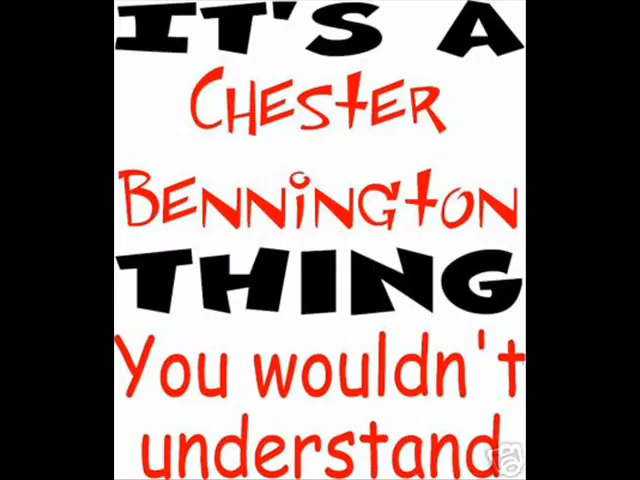 IT'S A
CHESTER
BENNINGTON
THING
You wouldn't
understand